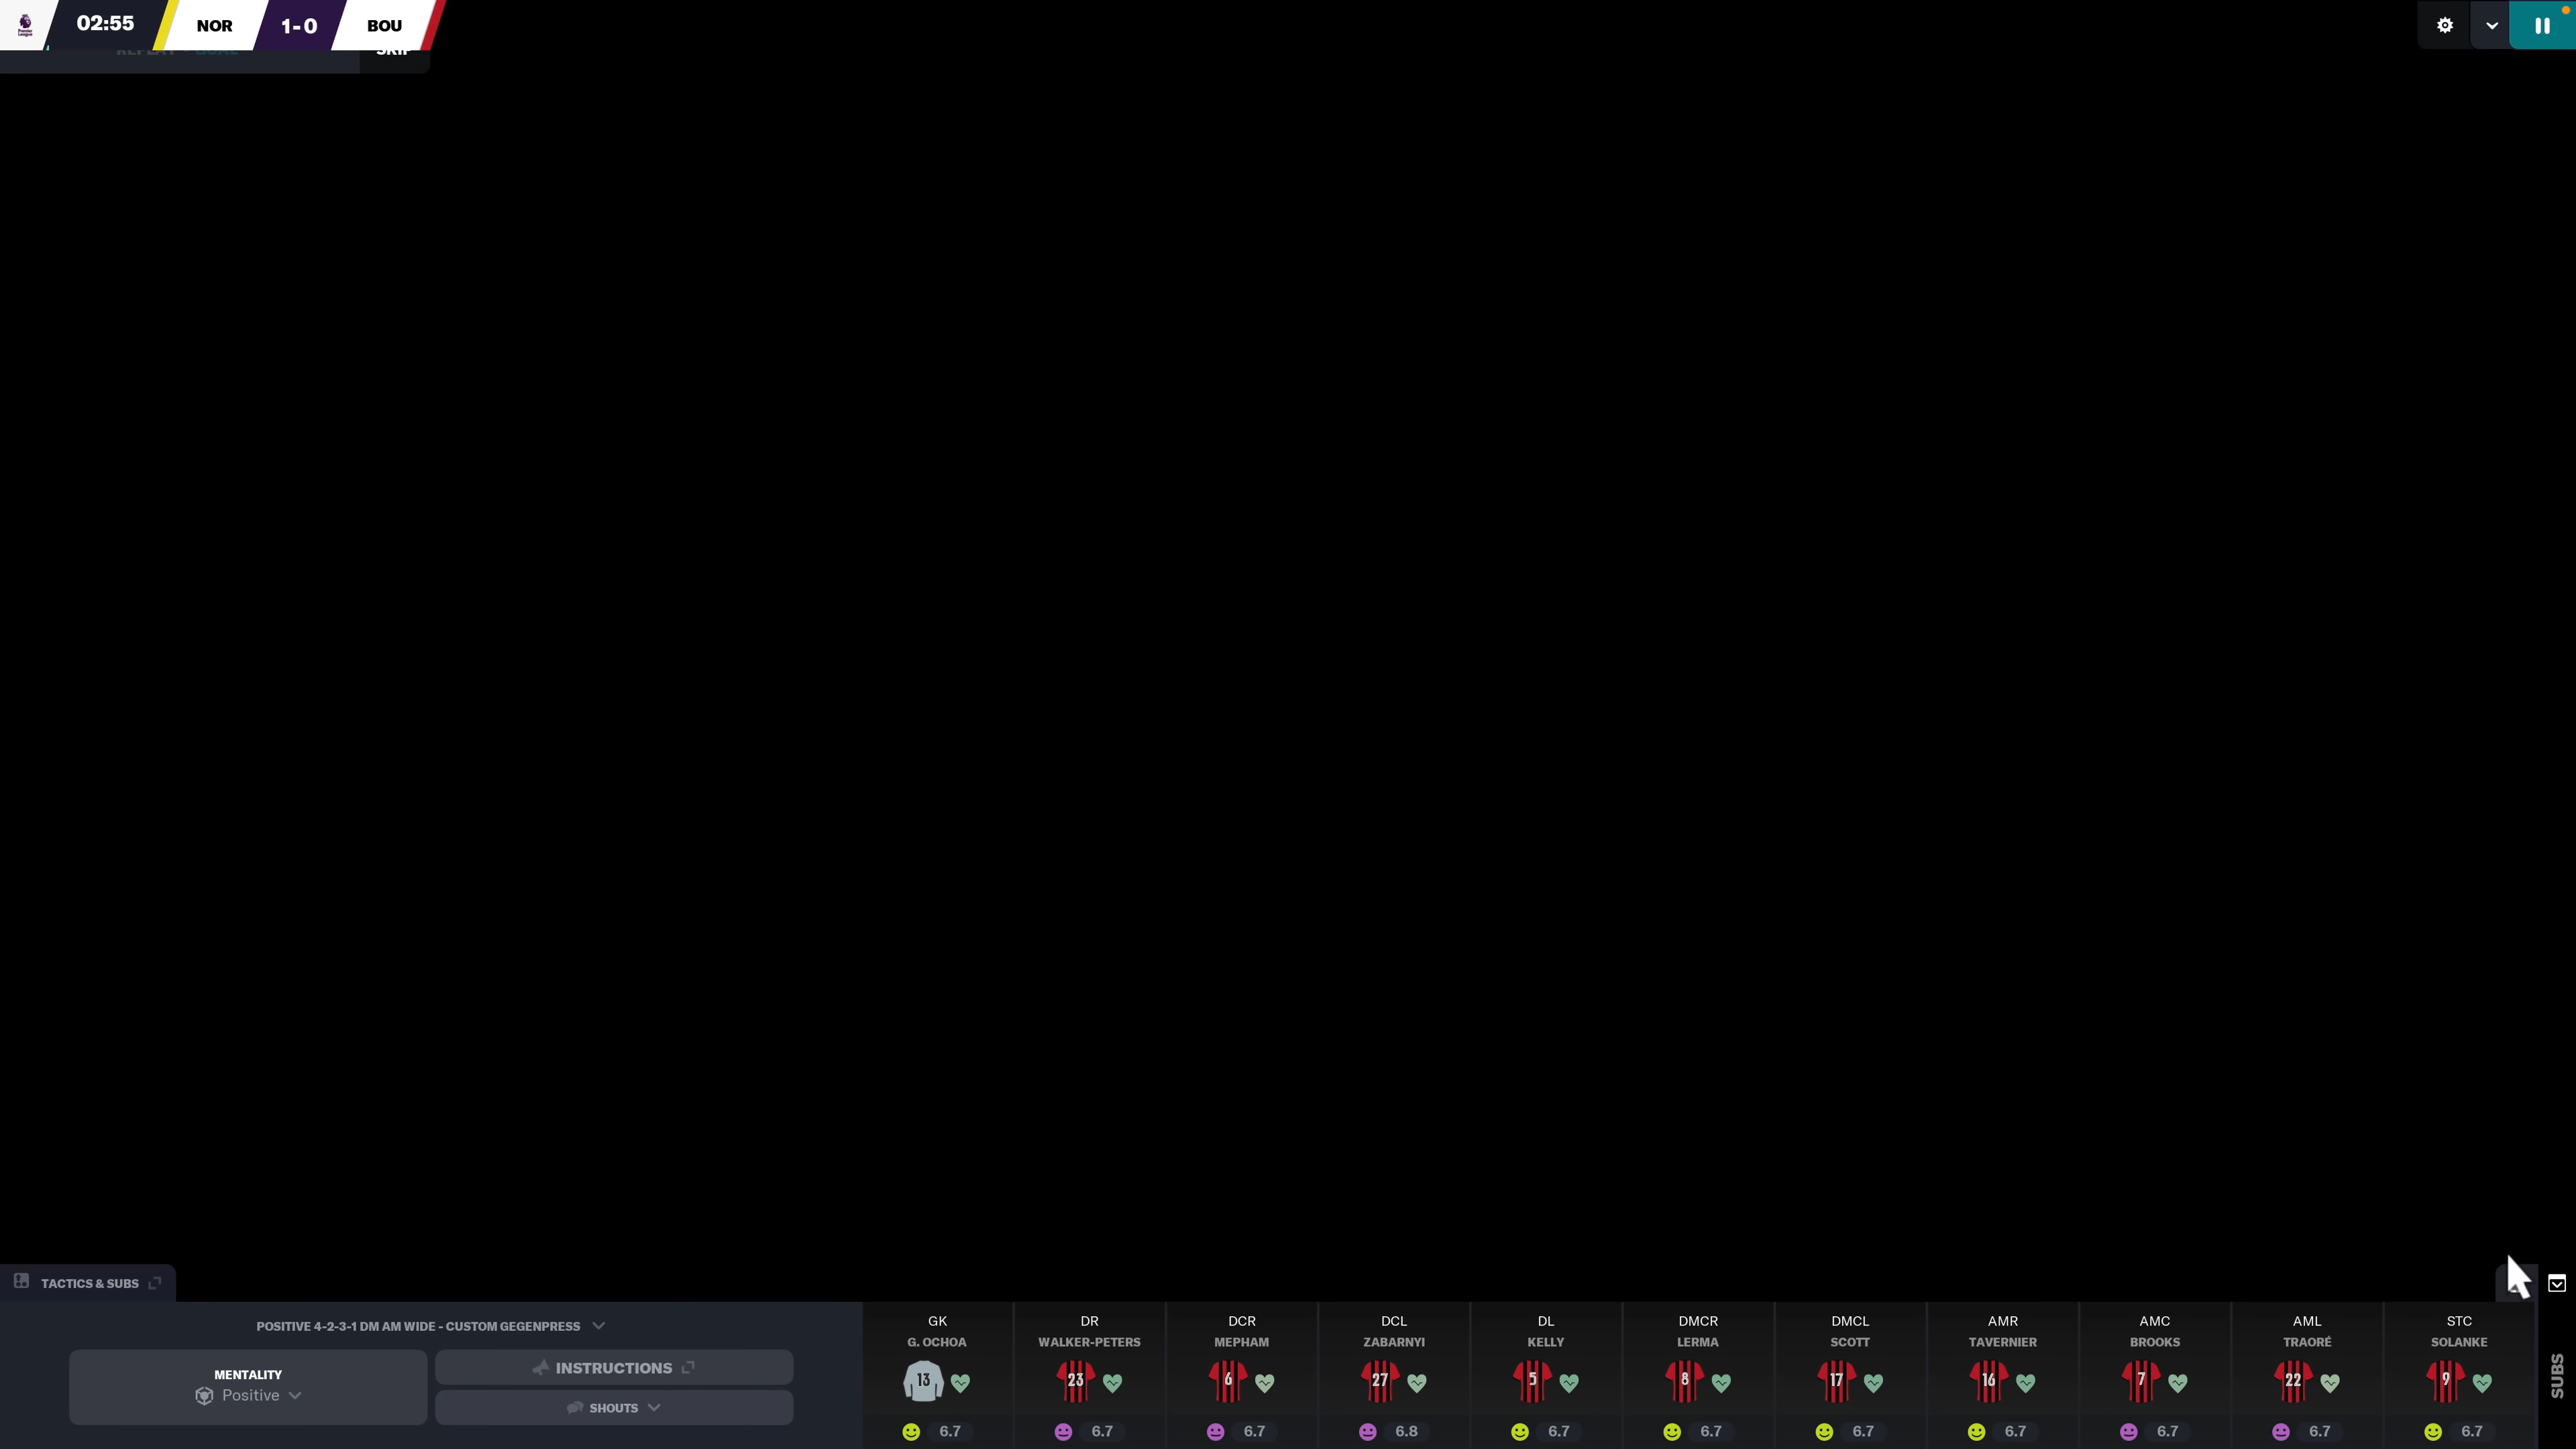 02:55 NOR 1-0 BOU
REPLAY GOAL SKIP
TACTICS & SUBS
POSITIVE 4-2-3-1 DM AM WIDE - CUSTOM GEGENPRESS
MENTALITY
Positive
INSTRUCTIONS
SHOUTS
GK DR DCR DCL DL DMCR DMCL AMR AMC AML STC
G. OCHOA WALKER-PETERS MEPHAM ZABARNYI KELLY LERMA SCOTT TAVERNIER BROOKS TRAORÉ SOLANKE
13 23 6 27 5 8 17 16 7 22 9
6.7 6.7 6.7 6.8 6.7 6.7 6.7 6.7 6.7 6.7 6.7
SUBS